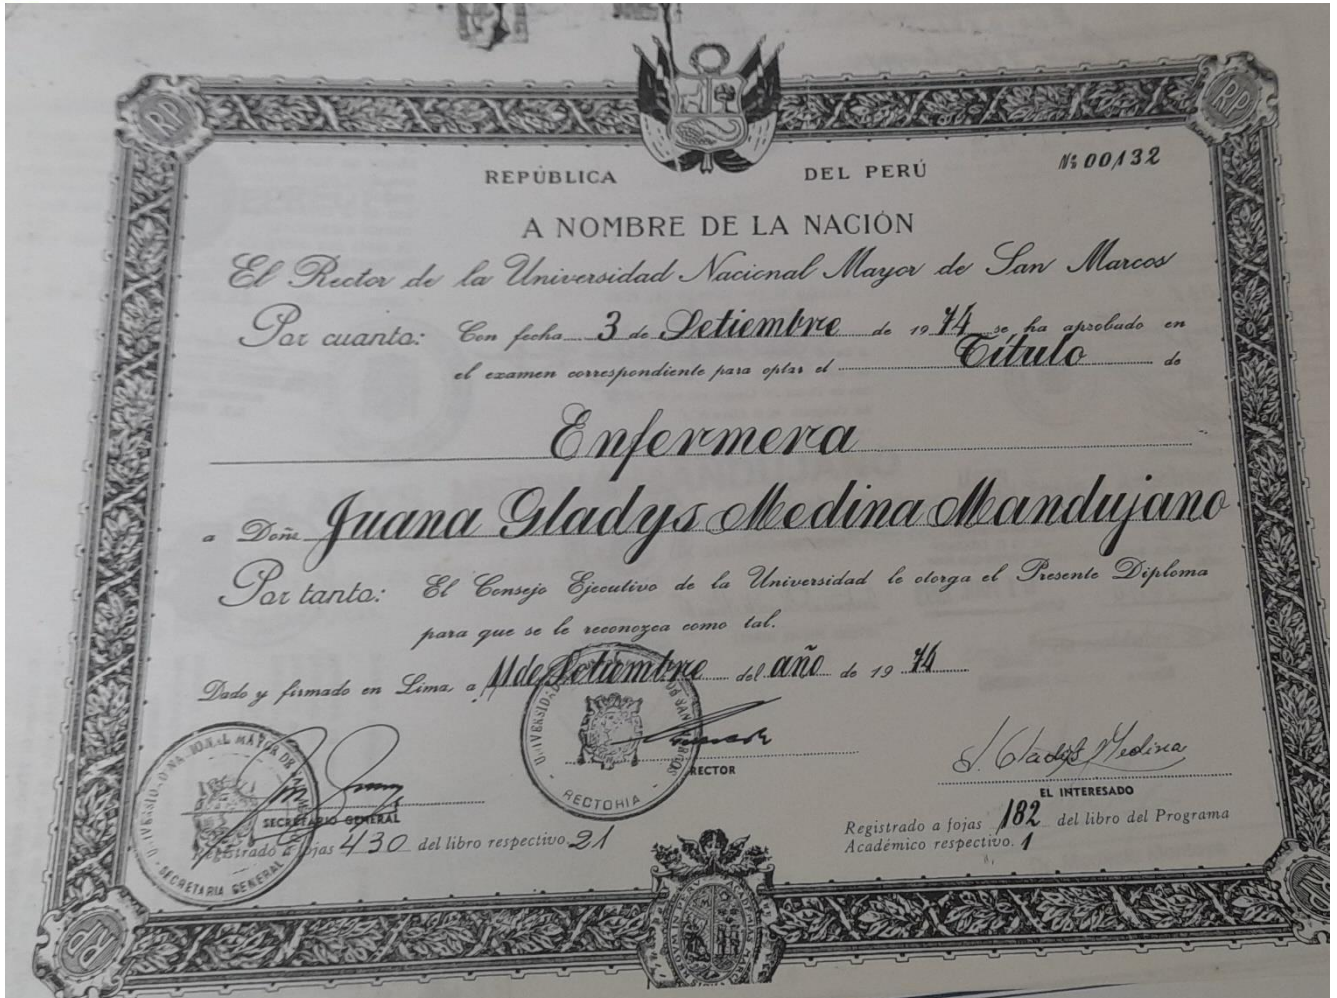 REPÚBLICA DEL PERÚ
Nº 00132
A NOMBRE DE LA NACIÓN
El Rector de la Universidad Nacional Mayor de San Marcos
Por cuanto: Con fecha 3 de Setiembre de 1974 se ha aprobado en
el examen correspondiente para optar el Título de
Enfermera
a Doña Juana Gladys Medina Mandujano
Por tanto: El Consejo Ejecutivo de la Universidad le otorga el Presente Diploma
para que se le reconozca como tal.
Dado y firmado en Lima, a 11 de Setiembre del año de 1974
RECTOR
RECTORIA
J. Gladys Medina
EL INTERESADO
SECRETARIO GENERAL
SECRETARIA GENERAL
Registrado a fojas 430 del libro respectivo 21
Registrado a fojas 182 del libro del Programa
Académico respectivo. 1
RP
RP